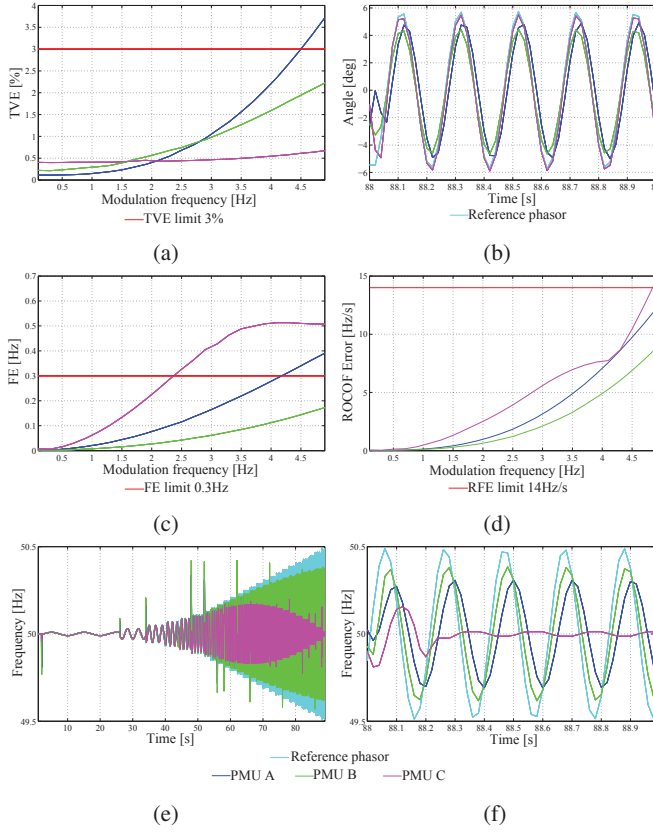 4
3.5
3
2.5
2
1.5
1
0.5
0
TVE [%]
0.5 1 1.5 2 2.5 3 3.5 4 4.5
Modulation frequency [Hz]
TVE limit 3%
(a)
6
4
2
0
-2
-4
-6
Angle [deg]
88 88.1 88.2 88.3 88.4 88.5 88.6 88.7 88.8 88.9
Time [s]
Reference phasor
(b)
0.7
0.6
0.5
0.4
0.3
0.2
0.1
0
FE [Hz]
0.5 1 1.5 2 2.5 3 3.5 4 4.5
Modulation frequency [Hz]
FE limit 0.3Hz
(c)
15
10
5
0
ROCOF Error [Hz/s]
0.5 1 1.5 2 2.5 3 3.5 4 4.5
Modulation frequency [Hz]
RFE limit 14Hz/s
(d)
50.5
50
49.5
Frequency [Hz]
10 20 30 40 50 60 70 80
Time [s]
50.5
50
49.5
Frequency [Hz]
88 88.1 88.2 88.3 88.4 88.5 88.6 88.7 88.8 88.9
Time [s]
Reference phasor
PMU A PMU B PMU C
(e)
(f)